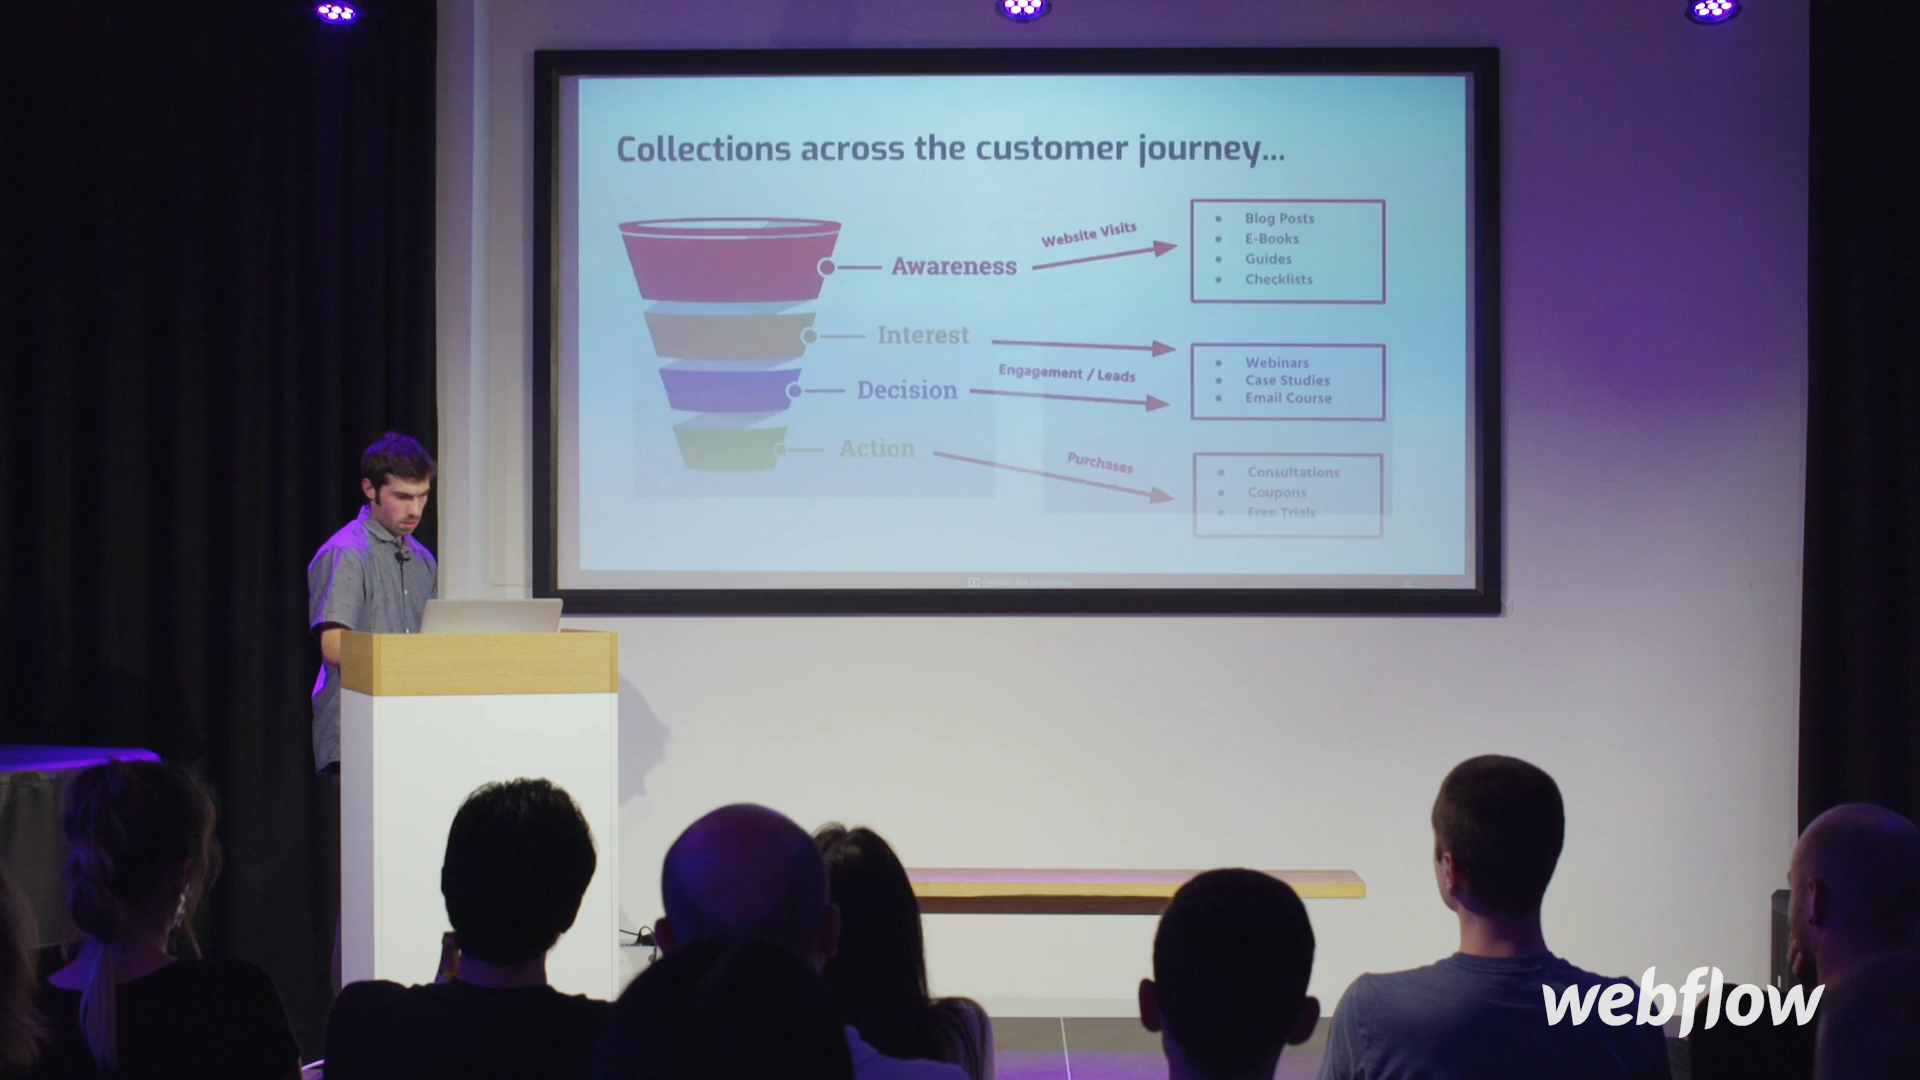 Collections across the customer journey...
Awareness
Website Visits
• Blog Posts
• E-Books
• Guides
• Checklists
Interest
Engagement / Leads
Decision
• Webinars
• Case Studies
• Email Course
Action
Purchases
• Consultations
• Coupons
• Free Trials
webflow